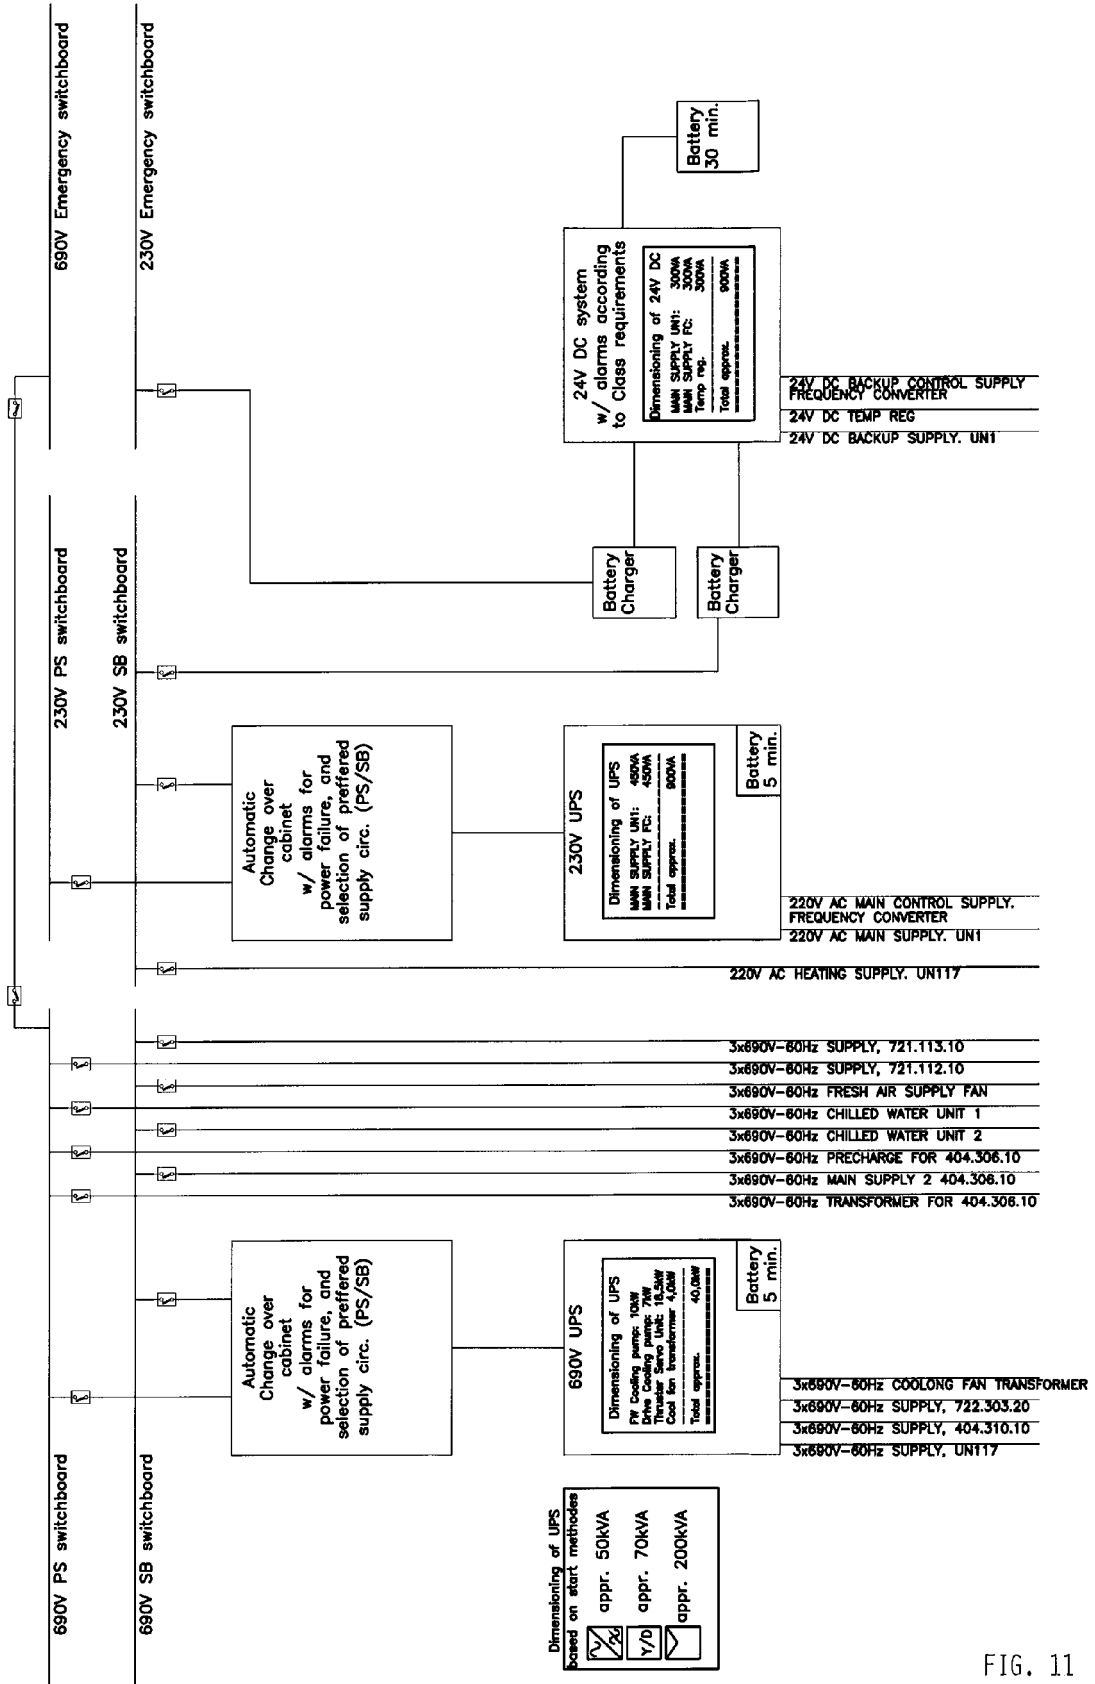 690V PS switchboard
690V SB switchboard
230V PS switchboard
230V SB switchboard
690V Emergency switchboard
230V Emergency switchboard
Automatic
Change over
cabinet
w/ alarms for
power failure, and
selection of preffered
supply circ. (PS/SB)
Automatic
Change over
cabinet
w/ alarms for
power failure, and
selection of preffered
supply circ. (PS/SB)
Battery
Charger
Battery
Charger
Dimensioning of UPS
based on start methodes
appr. 50kVA
Y/D appr. 70kVA
appr. 200kVA
690V UPS
Dimensioning of UPS
FW Cooling pump: 10kW
Drive Cooling pump: 7kW
Thruster Servo Unit: 18,5kW
Cool fan transformer 4,0kW
Total approx. 40,0kW
Battery
5 min.
230V UPS
Dimensioning of UPS
MAIN SUPPLY UN1: 450VA
MAIN SUPPLY FC: 450VA
Total approx. 900VA
Battery
5 min.
24V DC system
w/ alarms according
to Class requirements
Dimensioning of 24V DC
MAIN SUPPLY UN1: 300VA
MAIN SUPPLY FC: 300VA
Temp reg. 300VA
Total approx. 900VA
Battery
30 min.
24V DC BACKUP CONTROL SUPPLY
FREQUENCY CONVERTER
24V DC TEMP REG
24V DC BACKUP SUPPLY. UN1
220V AC MAIN CONTROL SUPPLY.
FREQUENCY CONVERTER
220V AC MAIN SUPPLY. UN1
220V AC HEATING SUPPLY. UN117
3x690V-60Hz SUPPLY, 721.113.10
3x690V-60Hz SUPPLY, 721.112.10
3x690V-60Hz FRESH AIR SUPPLY FAN
3x690V-60Hz CHILLED WATER UNIT 1
3x690V-60Hz CHILLED WATER UNIT 2
3x690V-60Hz PRECHARGE FOR 404.306.10
3x690V-60Hz MAIN SUPPLY 2 404.306.10
3x690V-60Hz TRANSFORMER FOR 404.306.10
3x690V-60Hz COOLONG FAN TRANSFORMER
3x690V-60Hz SUPPLY, 722.303.20
3x690V-60Hz SUPPLY, 404.310.10
3x690V-60Hz SUPPLY, UN117
FIG. 11